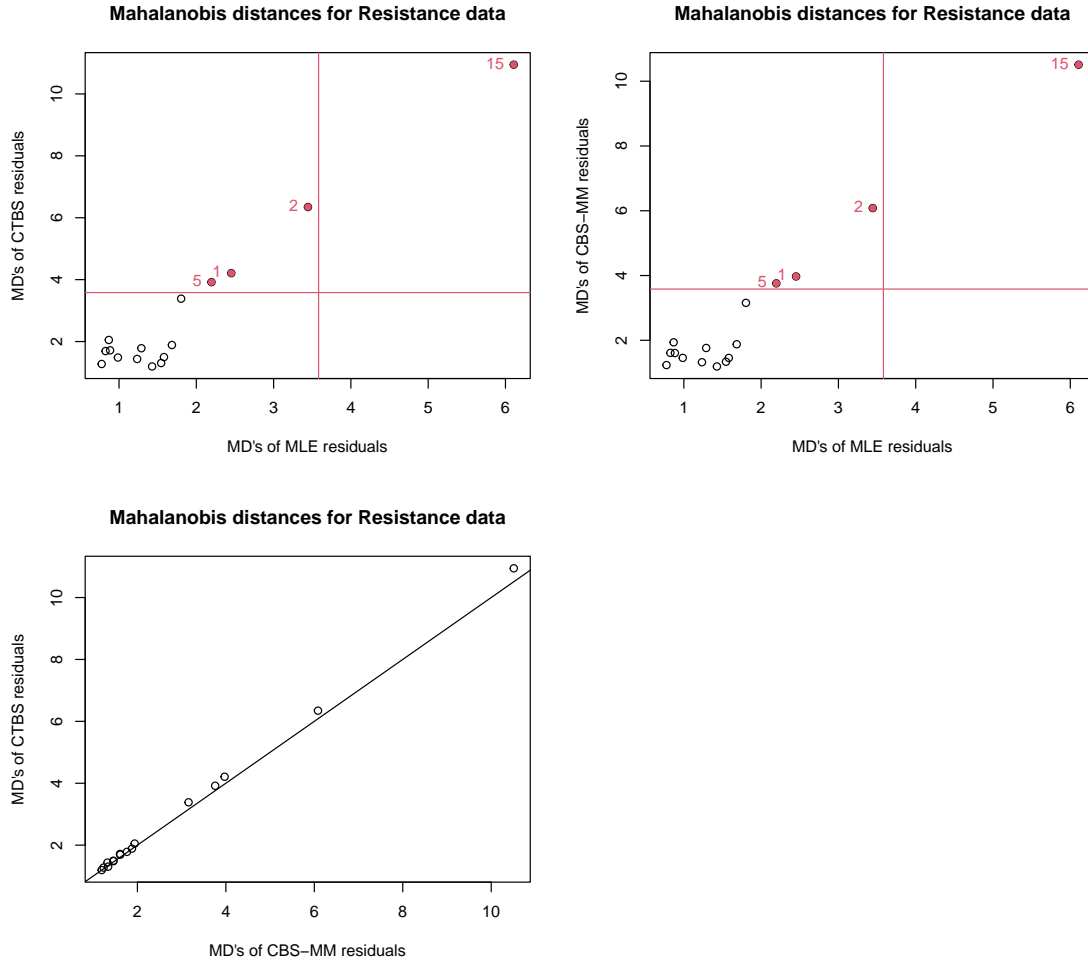 Mahalanobis distances for Resistance data
MD's of CTBS residuals
10
8
6
4
2
15
2
1
5
1 2 3 4 5 6
MD's of MLE residuals
Mahalanobis distances for Resistance data
MD's of CBS−MM residuals
10
8
6
4
2
15
2
1
5
1 2 3 4 5 6
MD's of MLE residuals
Mahalanobis distances for Resistance data
MD's of CTBS residuals
10
8
6
4
2
2 4 6 8 10
MD's of CBS−MM residuals